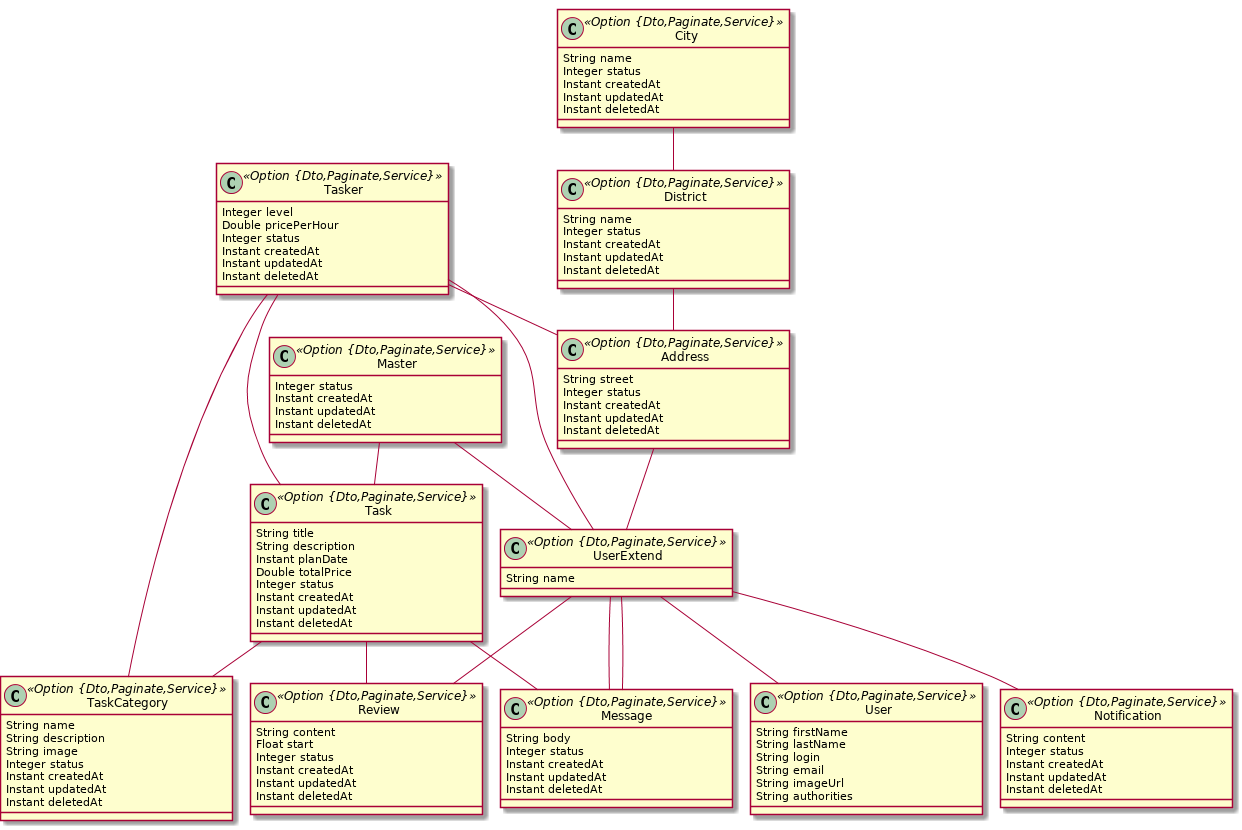 C «Option {Dto,Paginate,Service}»
City
String name
Integer status
Instant createdAt
Instant updatedAt
Instant deletedAt
C «Option {Dto,Paginate,Service}»
Tasker
Integer level
Double pricePerHour
Integer status
Instant createdAt
Instant updatedAt
Instant deletedAt
C «Option {Dto,Paginate,Service}»
District
String name
Integer status
Instant createdAt
Instant updatedAt
Instant deletedAt
C «Option {Dto,Paginate,Service}»
Master
Integer status
Instant createdAt
Instant updatedAt
Instant deletedAt
C «Option {Dto,Paginate,Service}»
Address
String street
Integer status
Instant createdAt
Instant updatedAt
Instant deletedAt
C «Option {Dto,Paginate,Service}»
Task
String title
String description
Instant planDate
Double totalPrice
Integer status
Instant createdAt
Instant updatedAt
Instant deletedAt
C «Option {Dto,Paginate,Service}»
UserExtend
String name
C «Option {Dto,Paginate,Service}»
TaskCategory
String name
String description
String image
Integer status
Instant createdAt
Instant updatedAt
Instant deletedAt
C «Option {Dto,Paginate,Service}»
Review
String content
Float start
Integer status
Instant createdAt
Instant updatedAt
Instant deletedAt
C «Option {Dto,Paginate,Service}»
Message
String body
Integer status
Instant createdAt
Instant updatedAt
Instant deletedAt
C «Option {Dto,Paginate,Service}»
User
String firstName
String lastName
String login
String email
String imageUrl
String authorities
C «Option {Dto,Paginate,Service}»
Notification
String content
Integer status
Instant createdAt
Instant updatedAt
Instant deletedAt